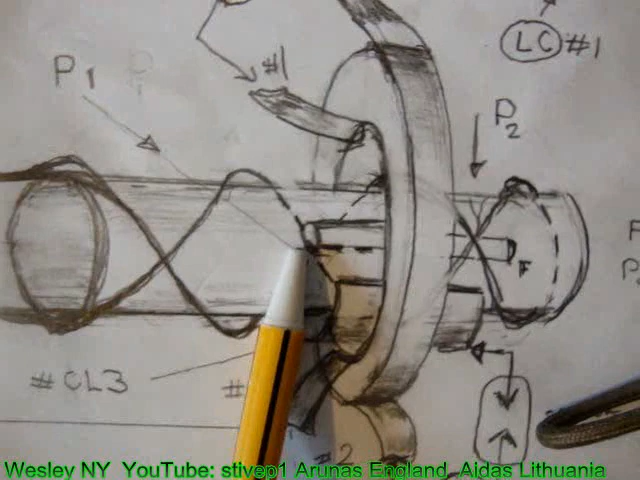 LC #1
P1
#1
P2
F
#CL3
#
#2
Wesley NY YouTube: stivep1 Arunas England, Aidas Lithuania